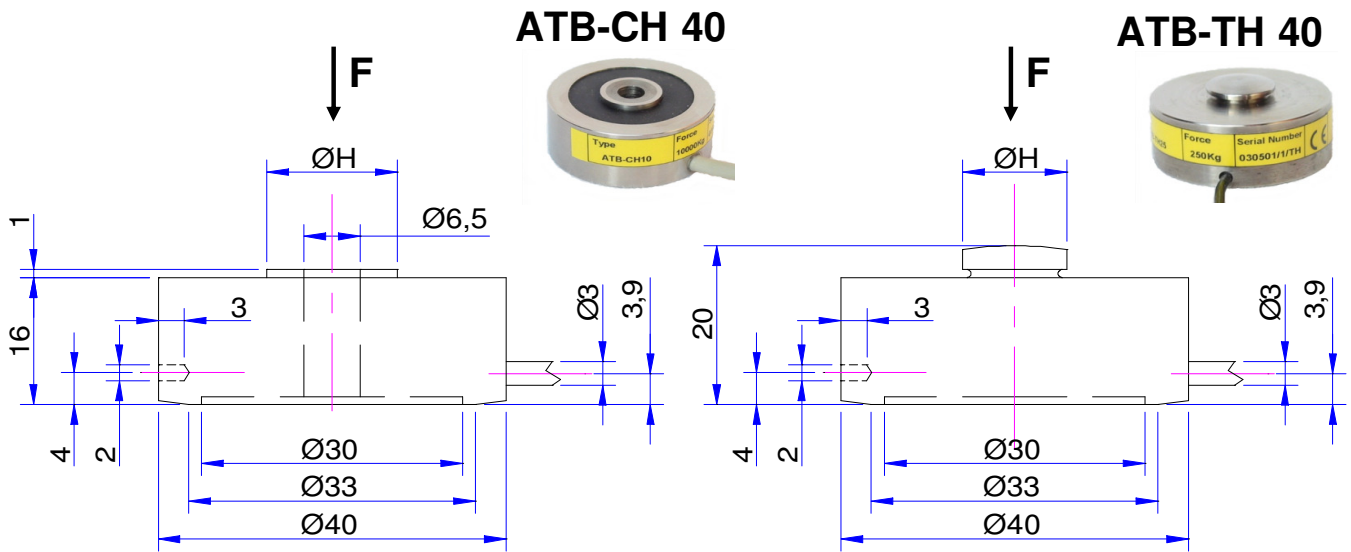 ATB-CH 40
F
Type
Force
ATB-CH10
10000Kg
ØH
Ø6,5
1
16
3
Ø3
3,9
4
2
Ø30
Ø33
Ø40
ATB-TH 40
F
Force
Serial Number
250Kg
030501/1/TH
CE
ØH
20
3
Ø3
3,9
4
2
Ø30
Ø33
Ø40